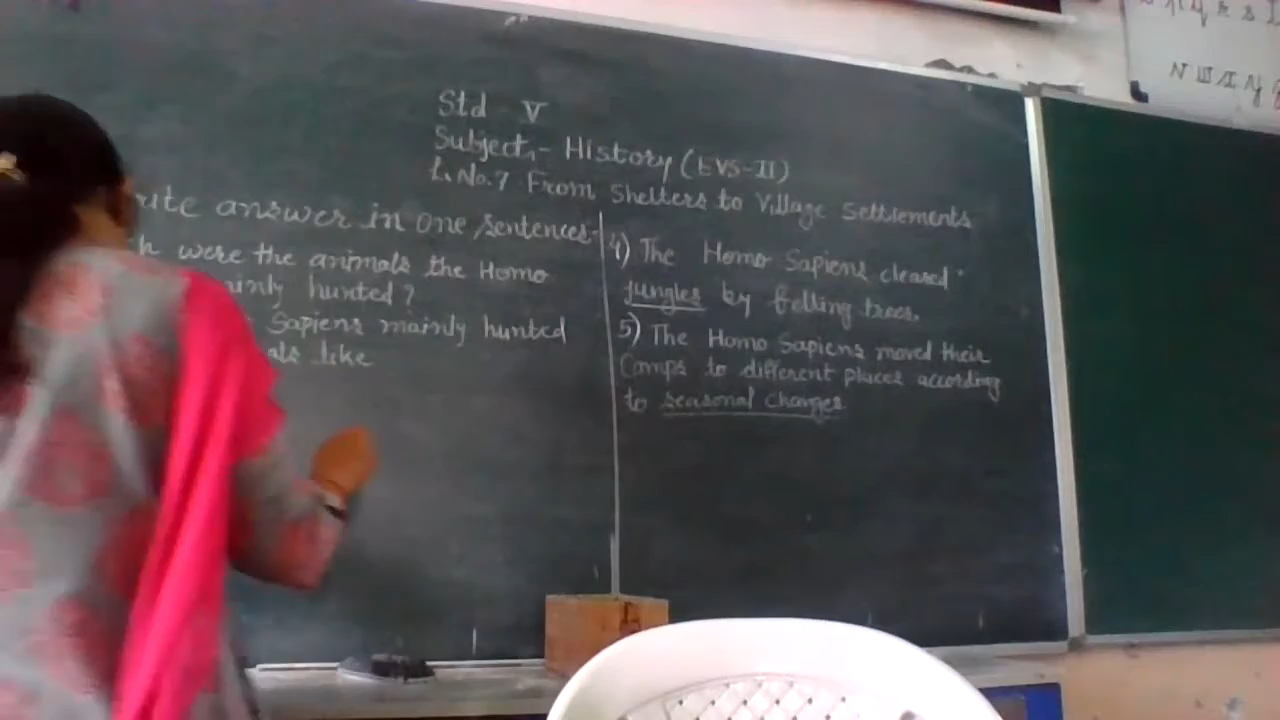 Std - V
Subject:- History (EVS-II)
L.No.7 From Shelters to Village Settlements
answer in one sentences-
were the animals the Homo
hunted?
Sapiens mainly hunted
like
4) The Homo Sapiens cleared
jungles by felling trees.
5) The Homo Sapiens moved their
Camps to different places according
to seasonal changes